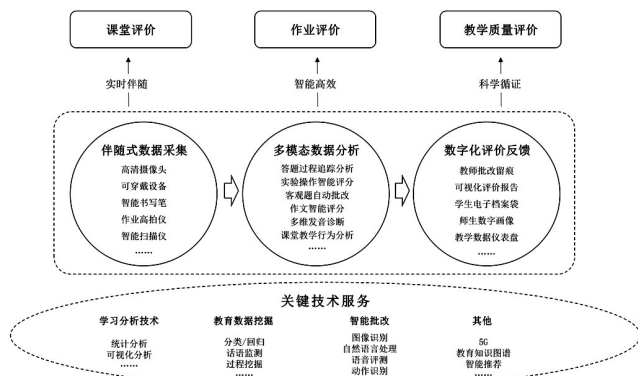 课堂评价
作业评价
教学质量评价
实时伴随
智能高效
科学循证
伴随式数据采集
高清摄像头
可穿戴设备
智能书写笔
作业高拍仪
智能扫描仪
……
多模态数据分析
答题过程追踪分析
实验操作智能评分
客观题自动批改
作文智能评分
多维发音诊断
课堂教学行为分析
……
数字化评价反馈
教师批改留痕
可视化评价报告
学生电子档案袋
师生数字画像
教学数据仪表盘
……
关键技术服务
学习分析技术
统计分析
可视化分析
……
教育数据挖掘
分类/回归
话语监测
过程挖掘
……
智能批改
图像识别
自然语言处理
语音评测
动作识别
其他
5G
教育知识图谱
智能推荐
……